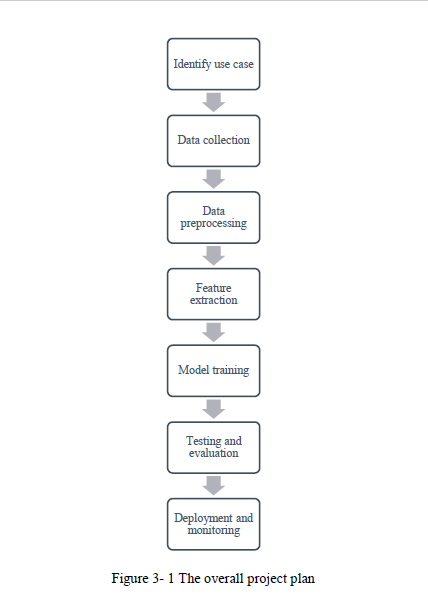 Identify use case
Data collection
Data
preprocessing
Feature
extraction
Model training
Testing and
evaluation
Deployment and
monitoring
Figure 3- 1 The overall project plan